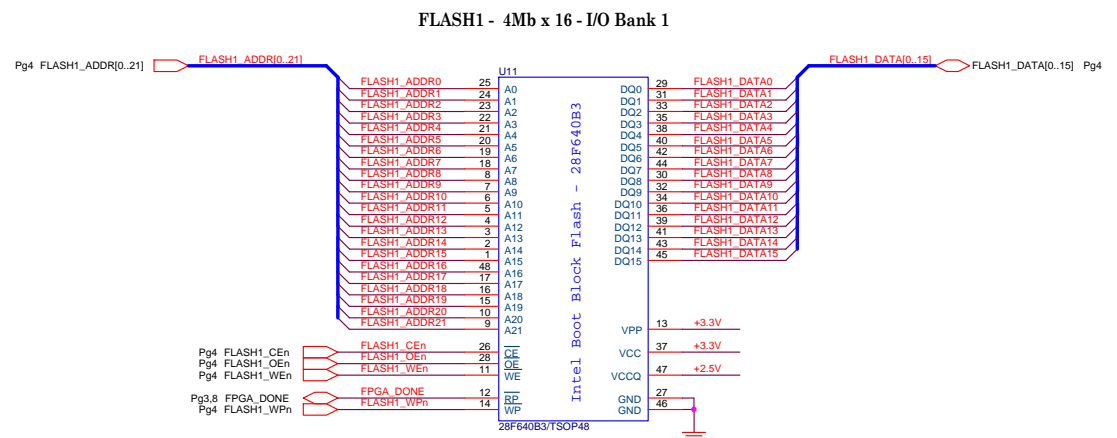 FLASH1 - 4Mb x 16 - I/O Bank 1
Pg4 FLASH1_ADDR[0..21] FLASH1_ADDR[0..21] FLASH1_DATA[0..15] FLASH1_DATA[0..15] Pg4
U11
FLASH1_ADDR0 25 A0 DQ0 29 FLASH1_DATA0
FLASH1_ADDR1 24 A1 DQ1 31 FLASH1_DATA1
FLASH1_ADDR2 23 A2 DQ2 33 FLASH1_DATA2
FLASH1_ADDR3 22 A3 DQ3 35 FLASH1_DATA3
FLASH1_ADDR4 21 A4 DQ4 38 FLASH1_DATA4
FLASH1_ADDR5 20 A5 DQ5 40 FLASH1_DATA5
FLASH1_ADDR6 19 A6 DQ6 42 FLASH1_DATA6
FLASH1_ADDR7 18 A7 DQ7 44 FLASH1_DATA7
FLASH1_ADDR8 8 A8 DQ8 30 FLASH1_DATA8
FLASH1_ADDR9 7 A9 DQ9 32 FLASH1_DATA9
FLASH1_ADDR10 6 A10 DQ10 34 FLASH1_DATA10
FLASH1_ADDR11 5 A11 DQ11 36 FLASH1_DATA11
FLASH1_ADDR12 4 A12 DQ12 39 FLASH1_DATA12
FLASH1_ADDR13 3 A13 DQ13 41 FLASH1_DATA13
FLASH1_ADDR14 2 A14 DQ14 43 FLASH1_DATA14
FLASH1_ADDR15 1 A15 DQ15 45 FLASH1_DATA15
FLASH1_ADDR16 48 A16
FLASH1_ADDR17 17 A17
FLASH1_ADDR18 16 A18
FLASH1_ADDR19 15 A19
FLASH1_ADDR20 10 A20
FLASH1_ADDR21 9 A21 VPP 13 +3.3V
Pg4 FLASH1_CEn FLASH1_CEn 26 CE VCC 37 +3.3V
Pg4 FLASH1_OEn FLASH1_OEn 28 OE
Pg4 FLASH1_WEn FLASH1_WEn 11 WE VCCQ 47 +2.5V
Pg3,8 FPGA_DONE FPGA_DONE 12 RP GND 27
Pg4 FLASH1_WPn FLASH1_WPn 14 WP GND 46
Intel Boot Block Flash - 28F640B3
28F640B3/TSOP48